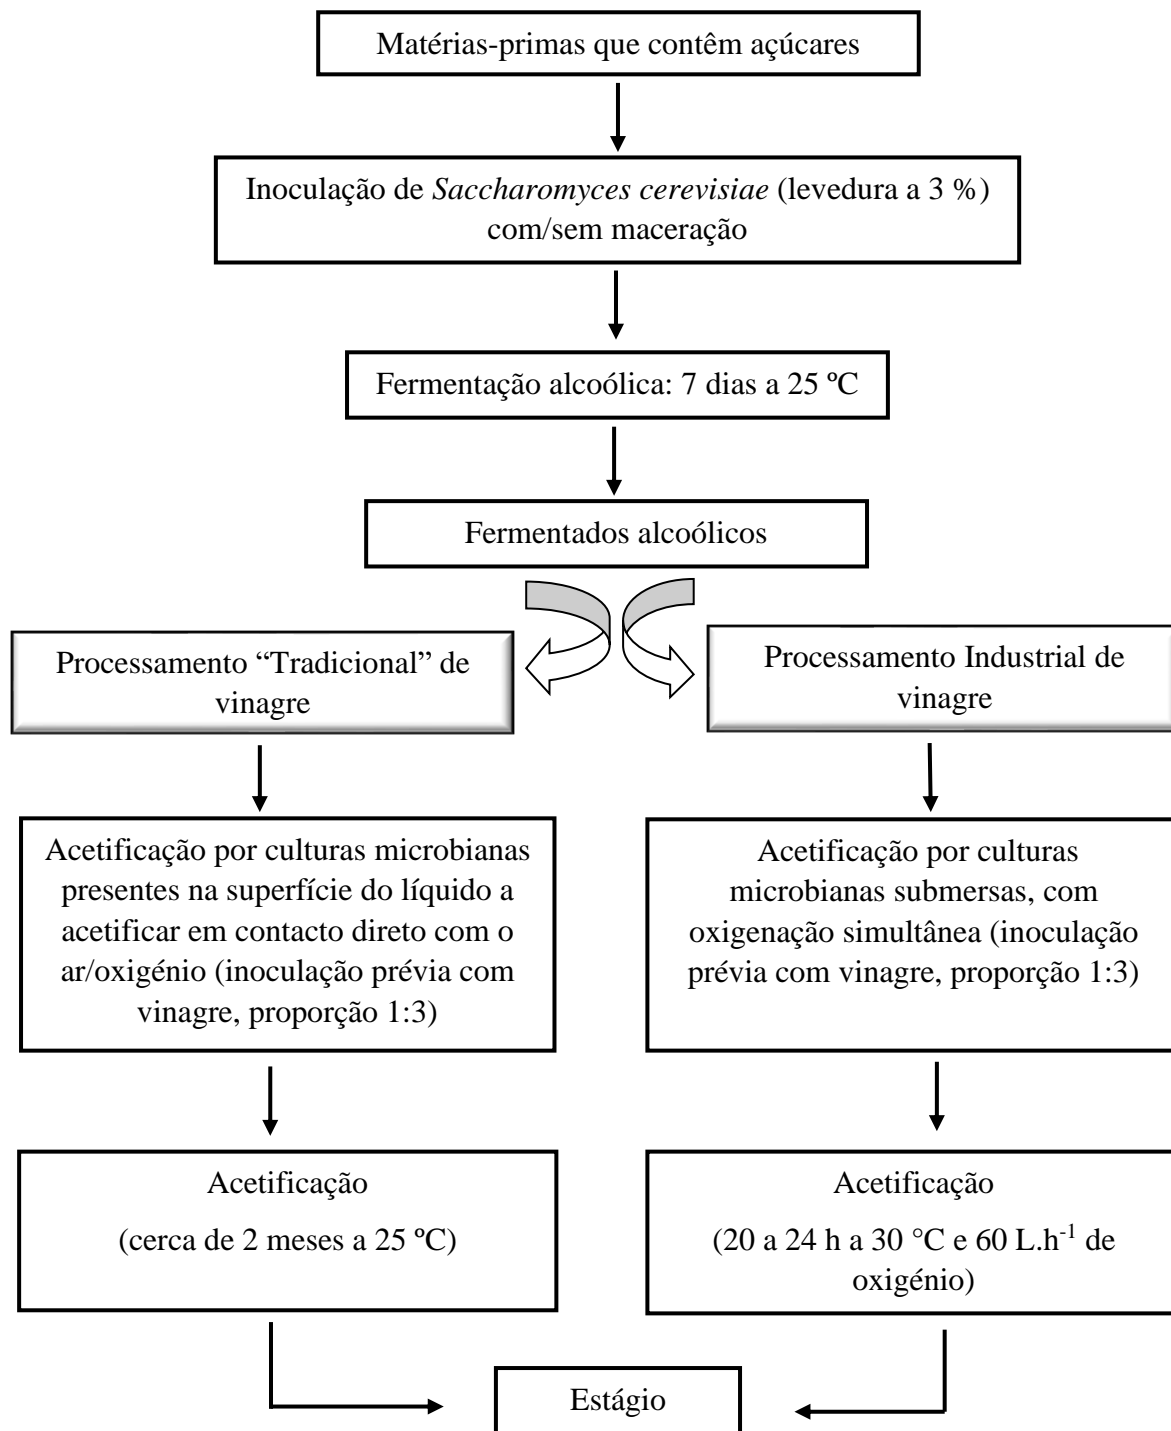 Matérias-primas que contêm açúcares
Inoculação de Saccharomyces cerevisiae (levedura a 3 %)
com/sem maceração
Fermentação alcoólica: 7 dias a 25 ºC
Fermentados alcoólicos
Processamento “Tradicional” de
vinagre
Processamento Industrial de
vinagre
Acetificação por culturas microbianas
presentes na superfície do líquido a
acetificar em contacto direto com o
ar/oxigénio (inoculação prévia com
vinagre, proporção 1:3)
Acetificação por culturas
microbianas submersas, com
oxigenação simultânea (inoculação
prévia com vinagre, proporção 1:3)
Acetificação
(cerca de 2 meses a 25 ºC)
Acetificação
(20 a 24 h a 30 °C e 60 L.h-1 de
oxigénio)
Estágio